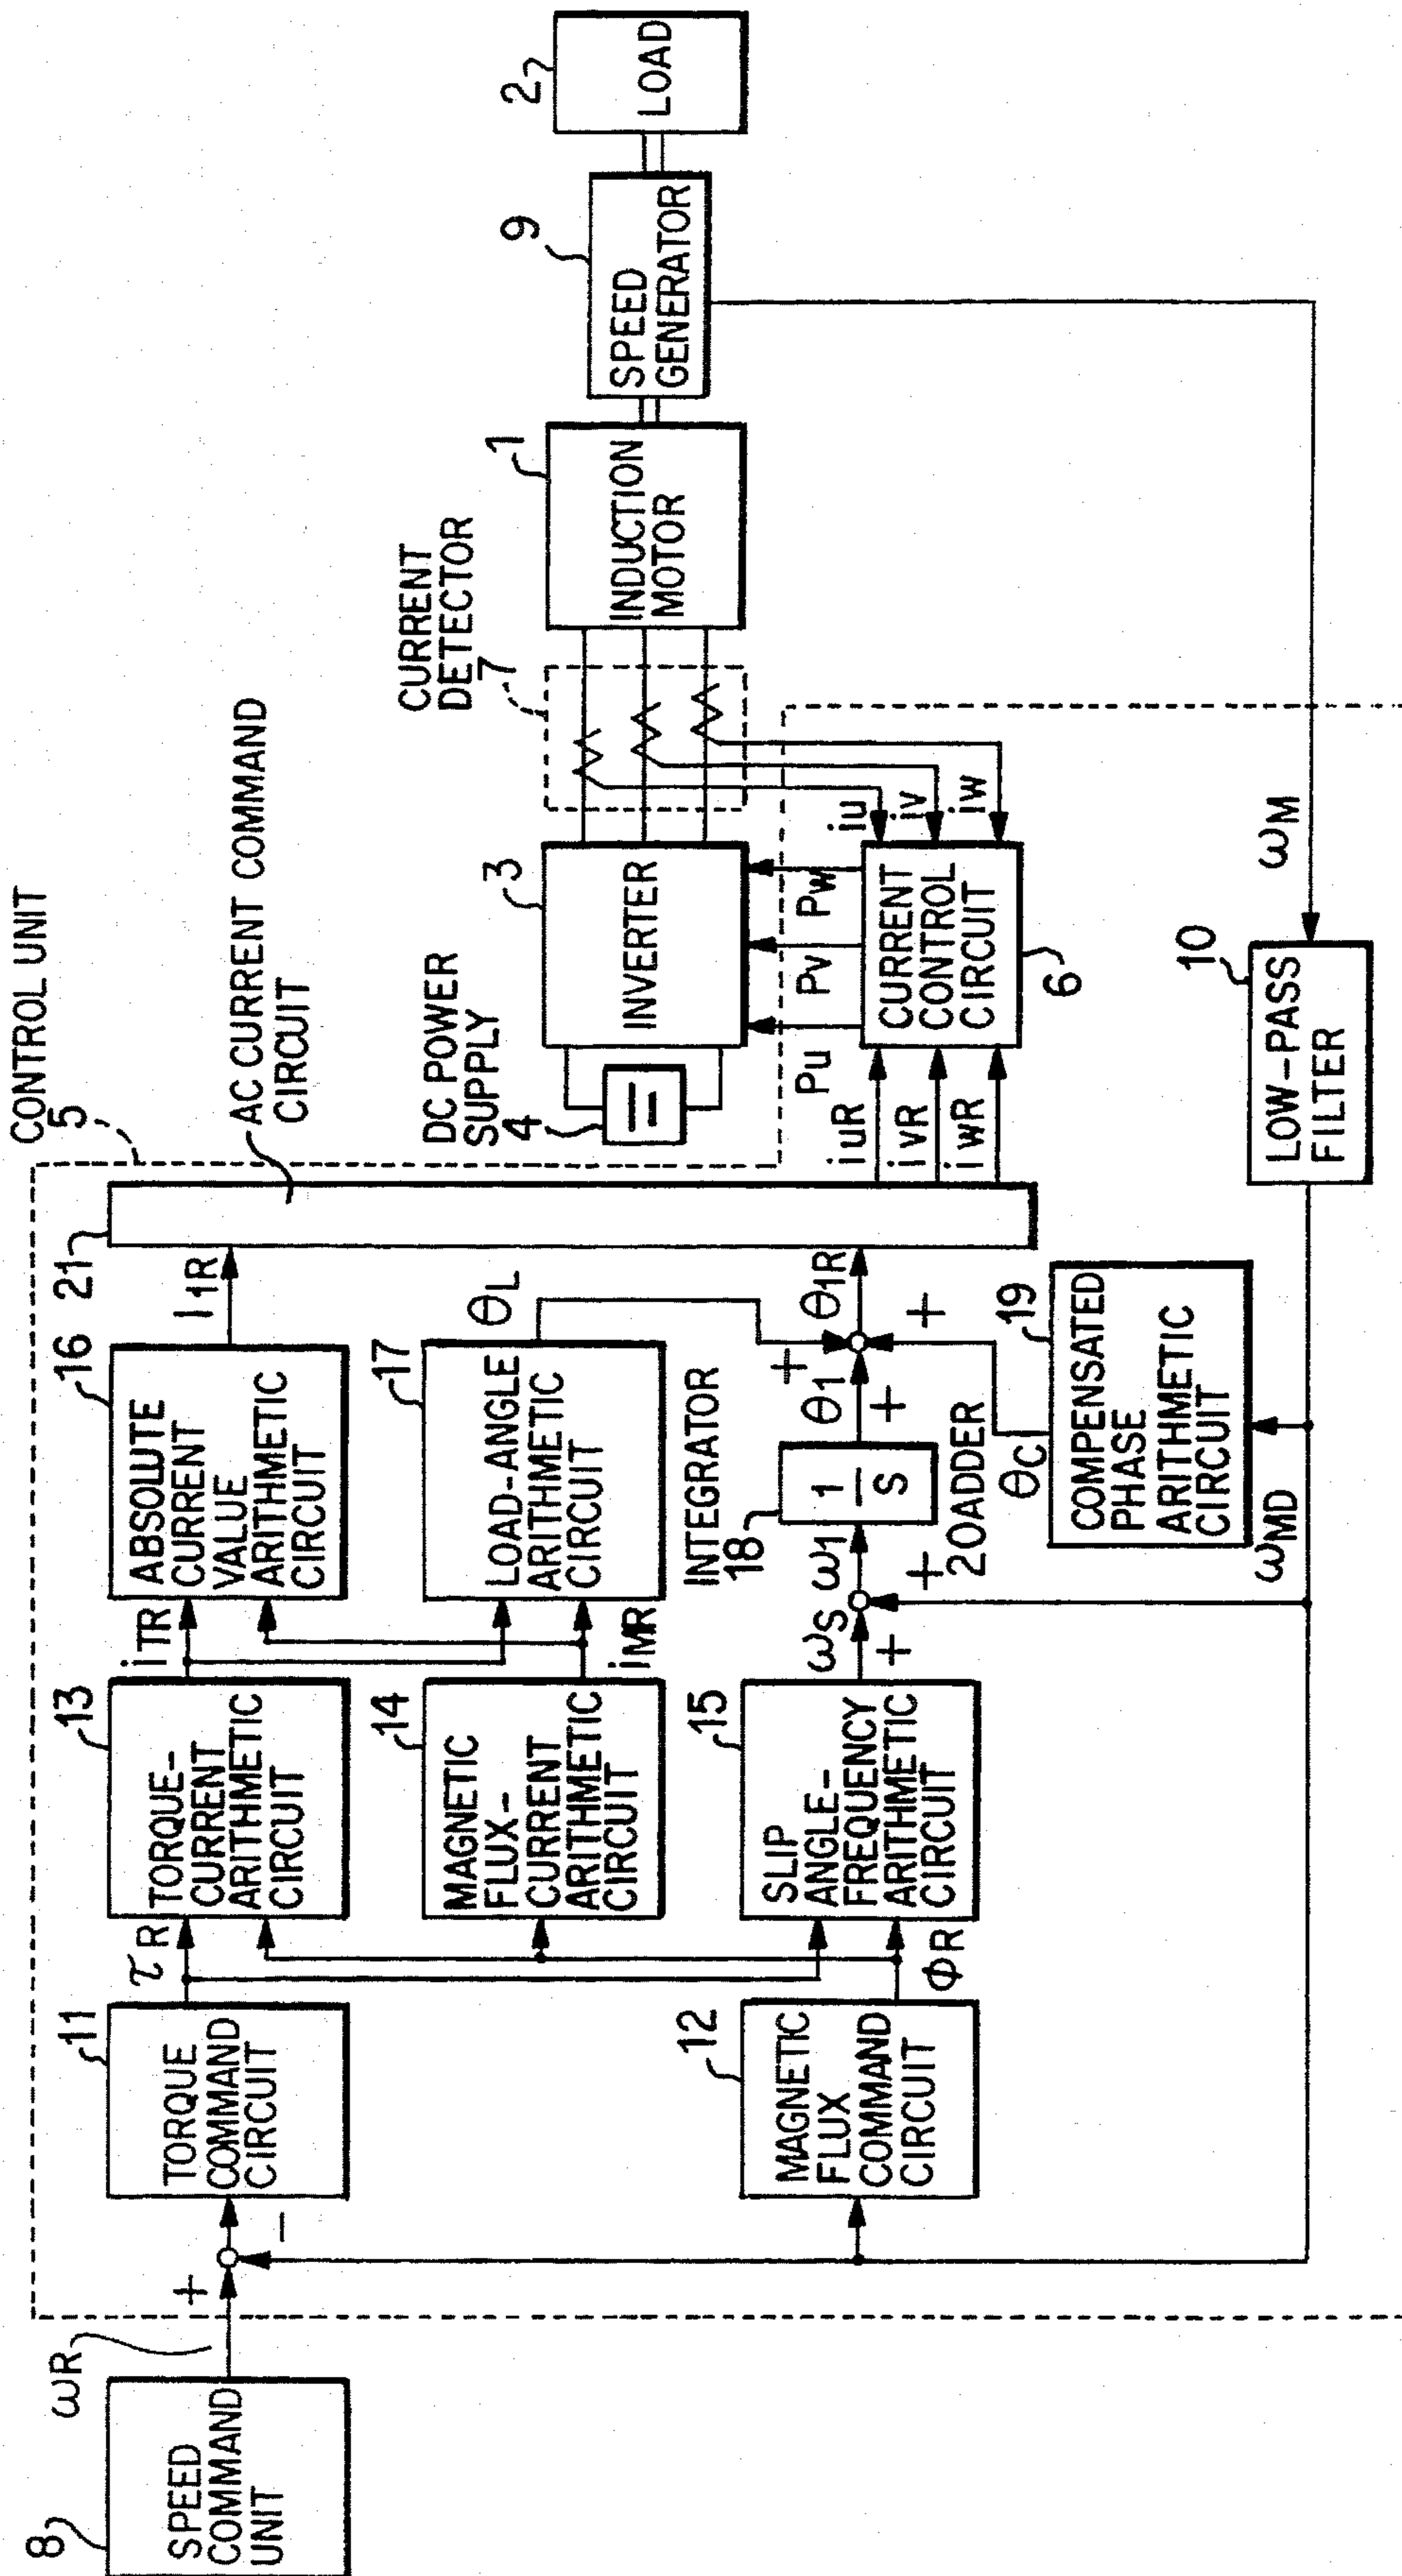 CONTROL UNIT
5
AC CURRENT COMMAND
CIRCUIT
8
SPEED
COMMAND
UNIT
ωR
+
−
11
TORQUE
COMMAND
CIRCUIT
τR
13
TORQUE-
CURRENT
ARITHMETIC
CIRCUIT
iTR
16
ABSOLUTE
CURRENT
VALUE
ARITHMETIC
CIRCUIT
I1R
21
14
MAGNETIC
FLUX-
CURRENT
ARITHMETIC
CIRCUIT
iMR
17
LOAD-ANGLE
ARITHMETIC
CIRCUIT
θL
12
MAGNETIC
FLUX
COMMAND
CIRCUIT
ΦR
15
SLIP
ANGLE-
FREQUENCY
ARITHMETIC
CIRCUIT
ωS
+
+
ω1
INTEGRATOR
18
1
S
θ1
+
+
+
θ1R
20ADDER
θC
19
COMPENSATED
PHASE
ARITHMETIC
CIRCUIT
ωMD
iuR
ivR
iwR
CURRENT
CONTROL
CIRCUIT
6
Pu
Pv
Pw
iu
iv
iw
DC POWER
SUPPLY
4
3
INVERTER
CURRENT
DETECTOR
7
1
INDUCTION
MOTOR
9
SPEED
GENERATOR
2
LOAD
ωM
10
LOW-PASS
FILTER